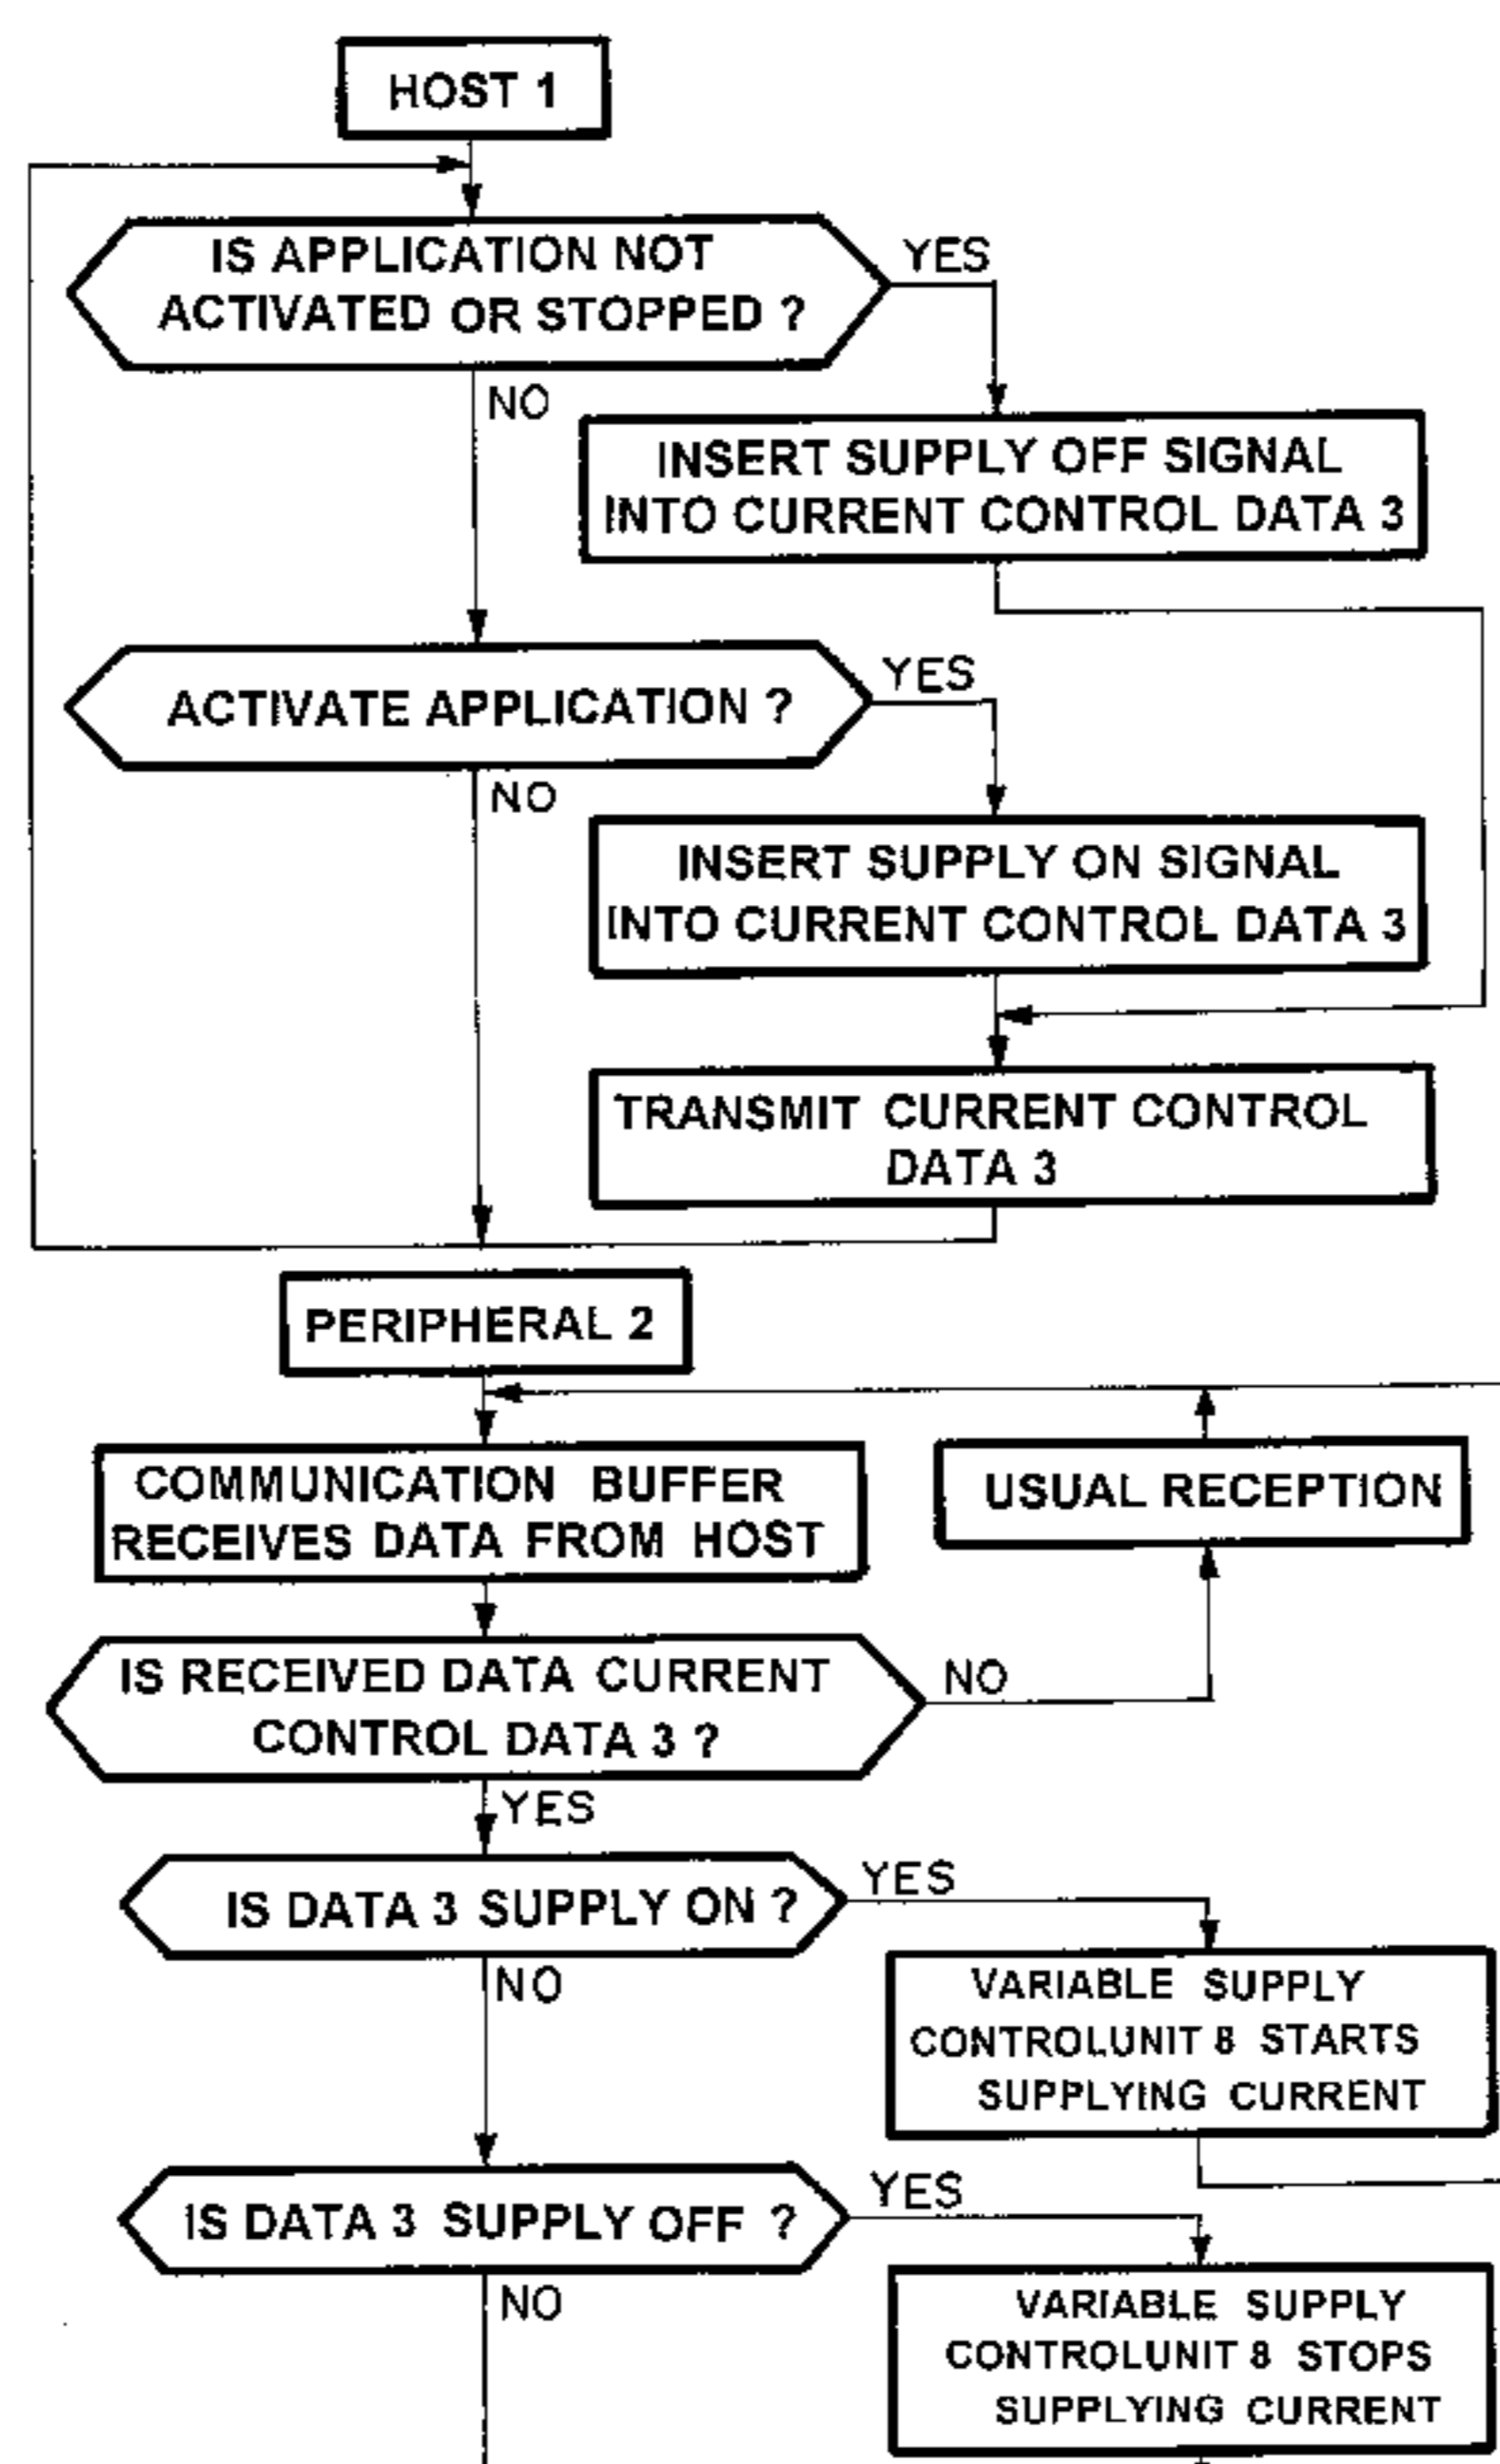 HOST 1
IS APPLICATION NOT
ACTIVATED OR STOPPED ?
YES
NO
INSERT SUPPLY OFF SIGNAL
INTO CURRENT CONTROL DATA 3
ACTIVATE APPLICATION ?
YES
NO
INSERT SUPPLY ON SIGNAL
INTO CURRENT CONTROL DATA 3
TRANSMIT CURRENT CONTROL
DATA 3
PERIPHERAL 2
COMMUNICATION BUFFER
RECEIVES DATA FROM HOST
USUAL RECEPTION
IS RECEIVED DATA CURRENT
CONTROL DATA 3 ?
NO
YES
IS DATA 3 SUPPLY ON ?
YES
NO
VARIABLE SUPPLY
CONTROLUNIT 8 STARTS
SUPPLYING CURRENT
IS DATA 3 SUPPLY OFF ?
YES
NO
VARIABLE SUPPLY
CONTROLUNIT 8 STOPS
SUPPLYING CURRENT